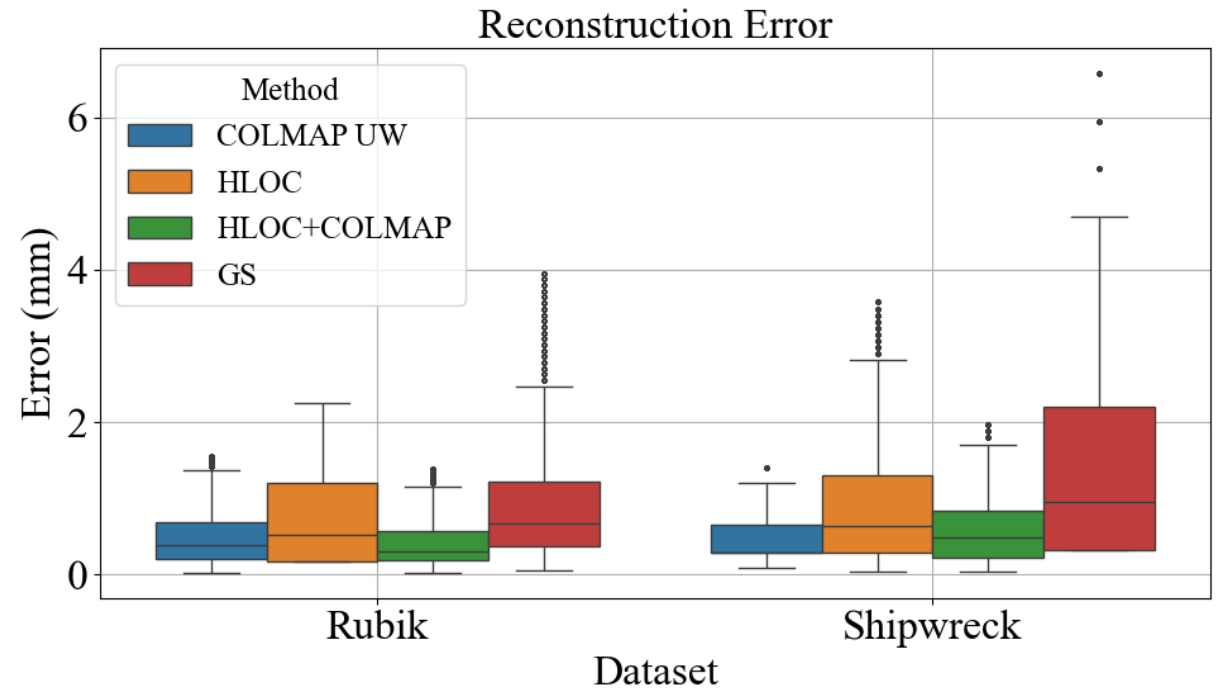 Reconstruction Error
Method
COLMAP UW
HLOC
HLOC+COLMAP
GS
Error (mm)
6
4
2
0
Rubik
Shipwreck
Dataset